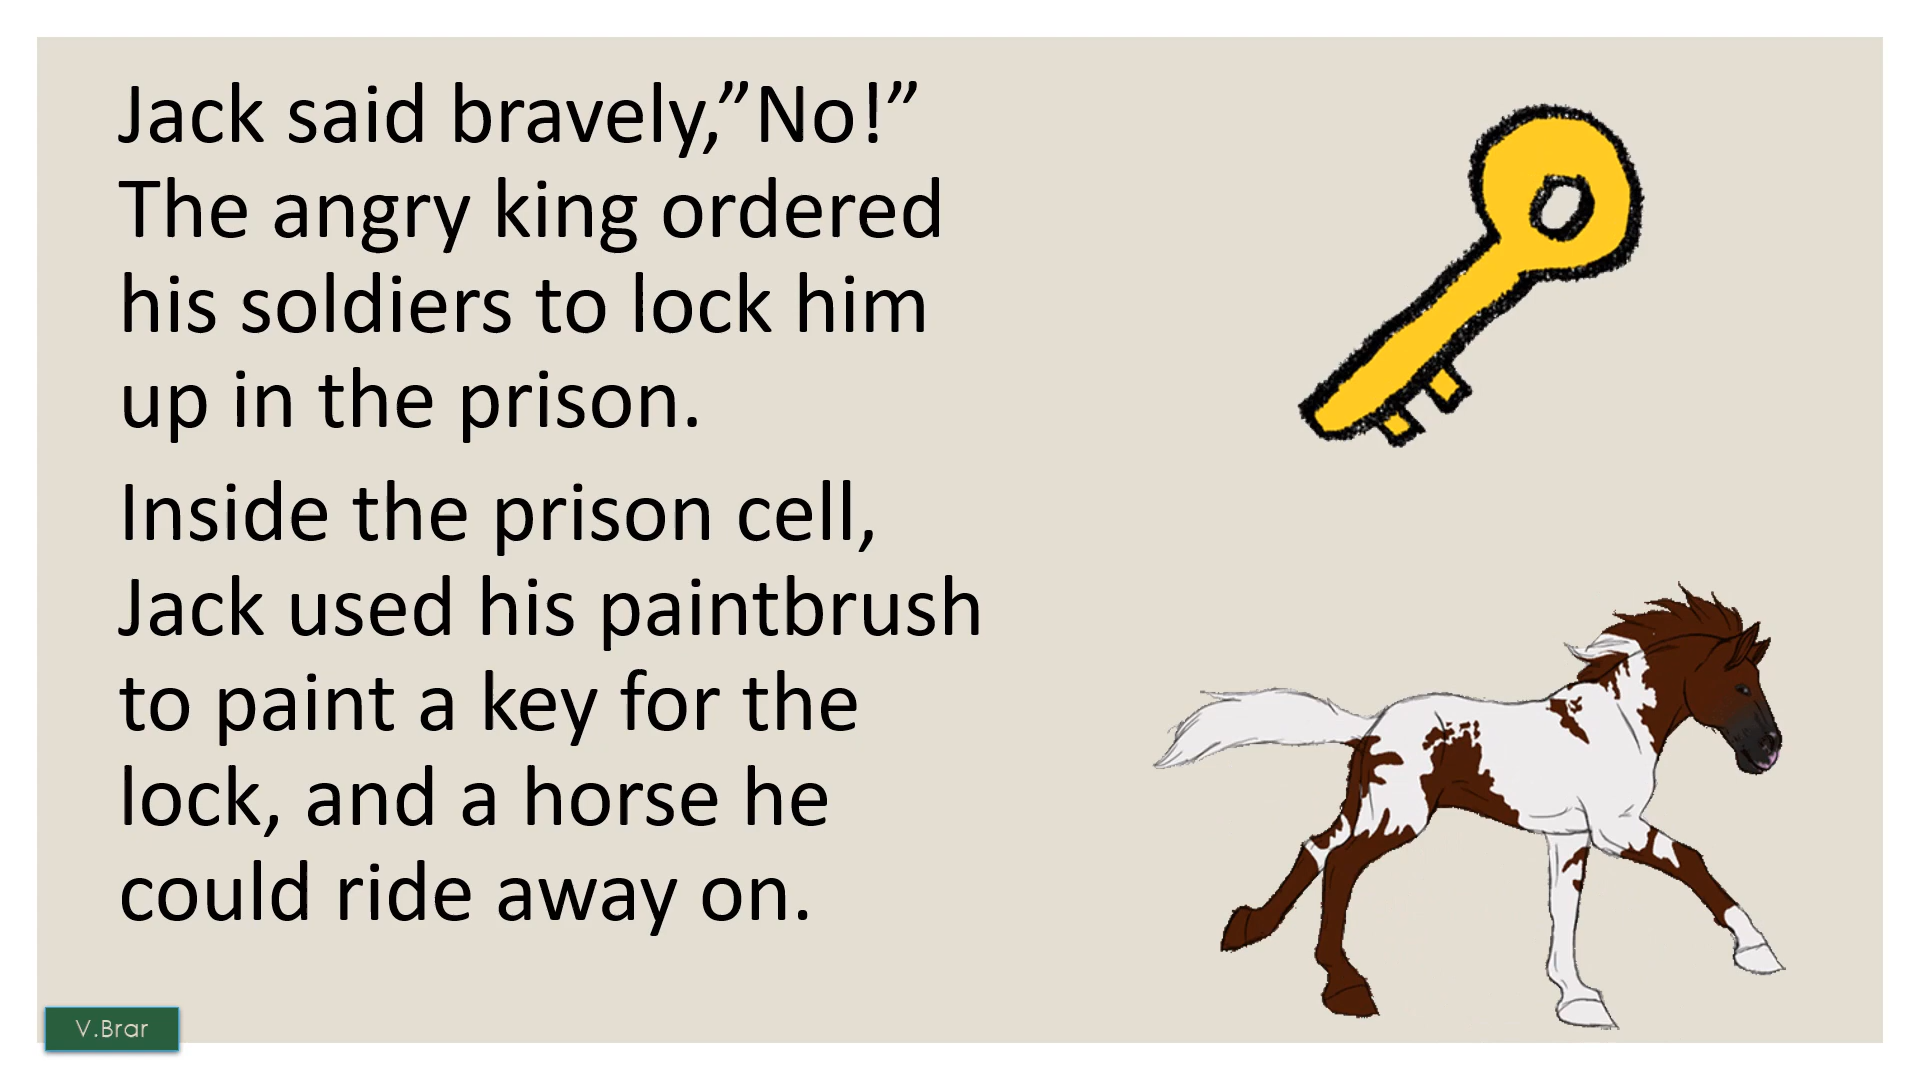 Jack said bravely,”No!”
The angry king ordered
his soldiers to lock him
up in the prison.
Inside the prison cell,
Jack used his paintbrush
to paint a key for the
lock, and a horse he
could ride away on.
V.Brar